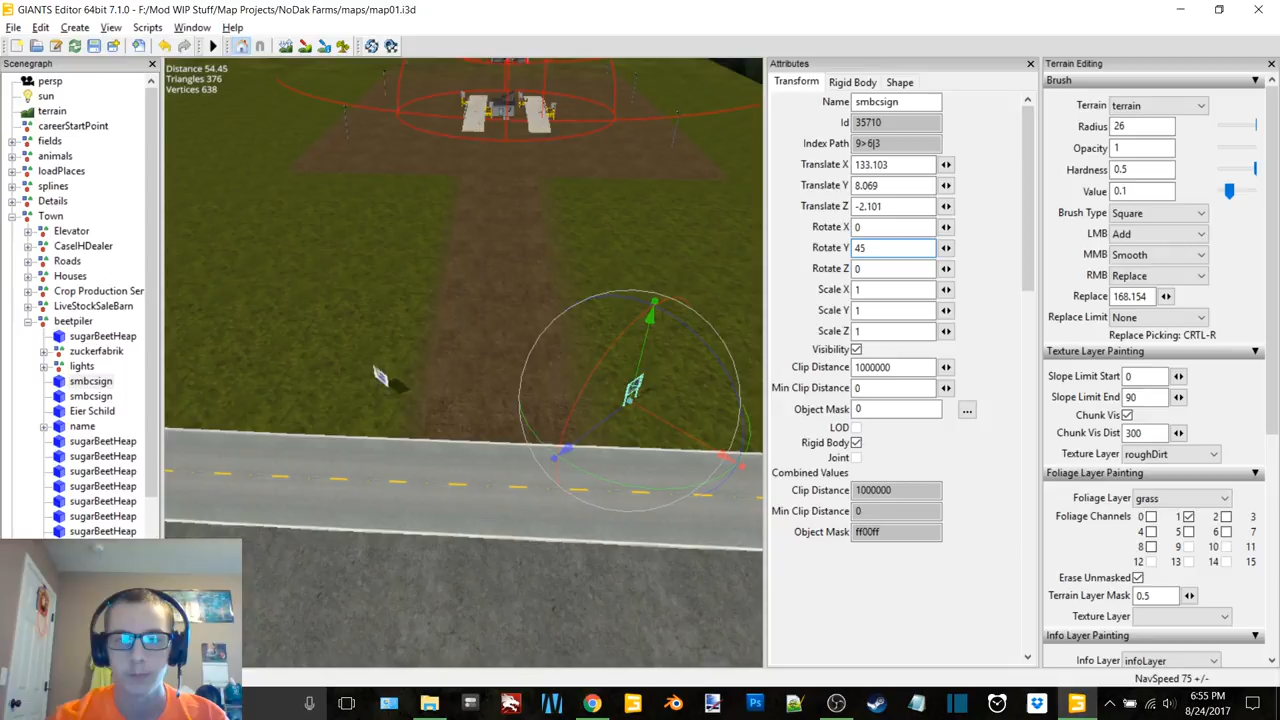 GIANTS Editor 64bit 7.1.0 - F:/Mod WIP Stuff/Map Projects/NoDak Farms/maps/map01.i3d
File Edit Create View Scripts Window Help
Scenegraph
persp
sun
terrain
careerStartPoint
fields
animals
loadPlaces
splines
Details
Town
Elevator
CaseIHDealer
Roads
Houses
Crop Production Ser
LiveStockSaleBarn
beetpiler
sugarBeetHeap
zuckerfabrik
lights
smbcsign
smbcsign
Eier Schild
name
sugarBeetHeap
sugarBeetHeap
sugarBeetHeap
sugarBeetHeap
sugarBeetHeap
sugarBeetHeap
sugarBeetHeap
Distance 54.45
Triangles 376
Vertices 638
Attributes
Transform Rigid Body Shape
Name smbcsign
Id 35710
Index Path 9>6|3
Translate X 133.103
Translate Y 8.069
Translate Z -2.101
Rotate X 0
Rotate Y 45
Rotate Z 0
Scale X 1
Scale Y 1
Scale Z 1
Visibility
Clip Distance 1000000
Min Clip Distance 0
Object Mask 0 ...
LOD
Rigid Body
Joint
Combined Values
Clip Distance 1000000
Min Clip Distance 0
Object Mask ff00ff
Terrain Editing
Brush
Terrain terrain
Radius 26
Opacity 1
Hardness 0.5
Value 0.1
Brush Type Square
LMB Add
MMB Smooth
RMB Replace
Replace 168.154
Replace Limit None
Replace Picking: CRTL-R
Texture Layer Painting
Slope Limit Start 0
Slope Limit End 90
Chunk Vis
Chunk Vis Dist 300
Texture Layer roughDirt
Foliage Layer Painting
Foliage Layer grass
Foliage Channels 0 1 2 3
4 5 6 7
8 9 10 11
12 13 14 15
Erase Unmasked
Terrain Layer Mask 0.5
Texture Layer
Info Layer Painting
Info Layer infoLayer
NavSpeed 75 +/-
6:55 PM
8/24/2017